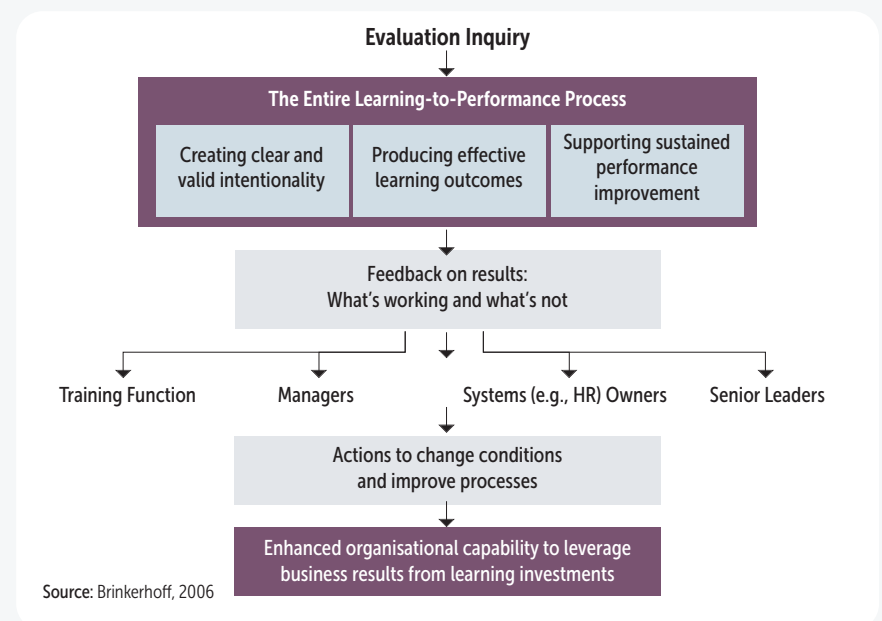 Evaluation Inquiry
The Entire Learning-to-Performance Process
Creating clear and
valid intentionality
Producing effective
learning outcomes
Supporting sustained
performance
improvement
Feedback on results:
What's working and what's not
Training Function
Managers
Systems (e.g., HR) Owners
Senior Leaders
Actions to change conditions
and improve processes
Enhanced organisational capability to leverage
business results from learning investments
Source: Brinkerhoff, 2006